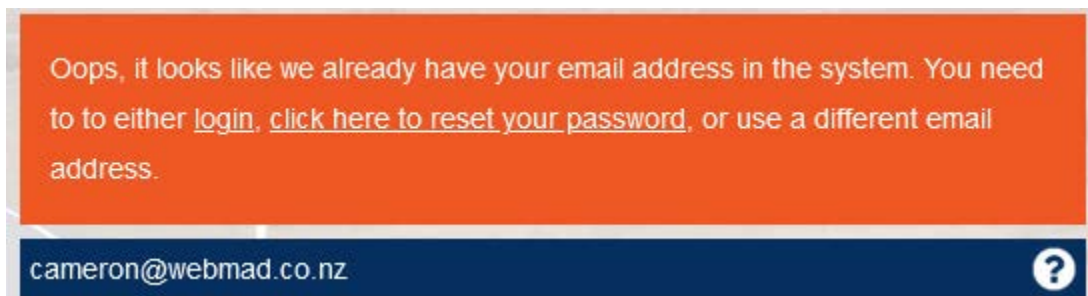 Oops, it looks like we already have your email address in the system. You need
to to either login, click here to reset your password, or use a different email
address.
cameron@webmad.co.nz
?